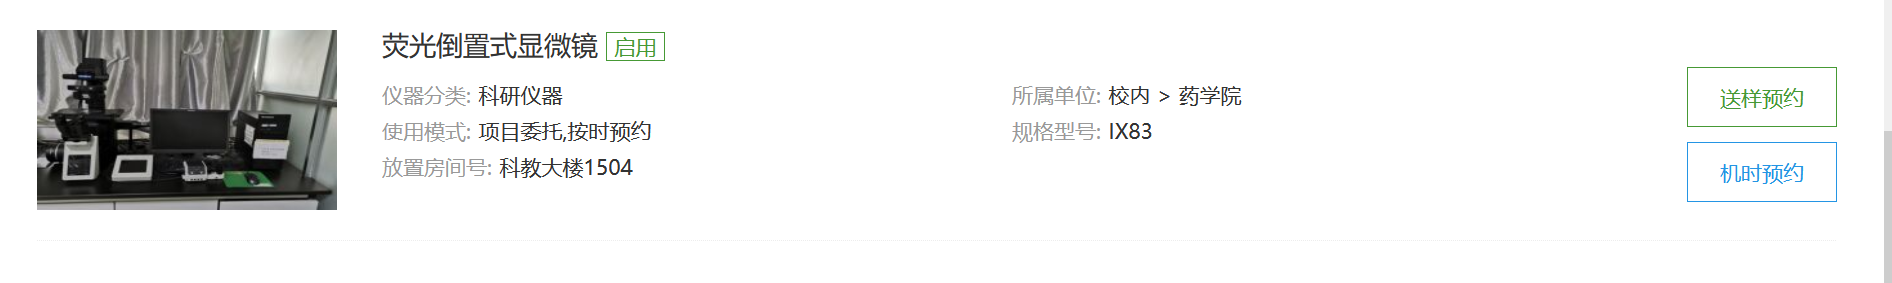 荧光倒置式显微镜 启用
仪器分类: 科研仪器
所属单位: 校内 > 药学院
使用模式: 项目委托,按时预约
规格型号: IX83
放置房间号: 科教大楼1504
送样预约
机时预约